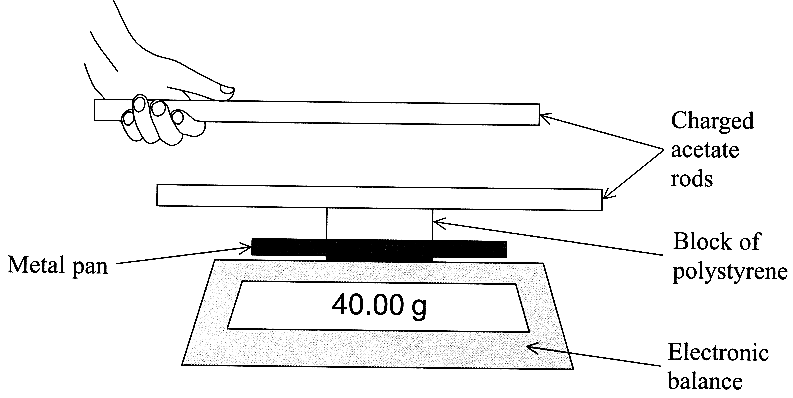 Charged
acetate
rods
Block of
polystyrene
Metal pan
40.00 g
Electronic
balance